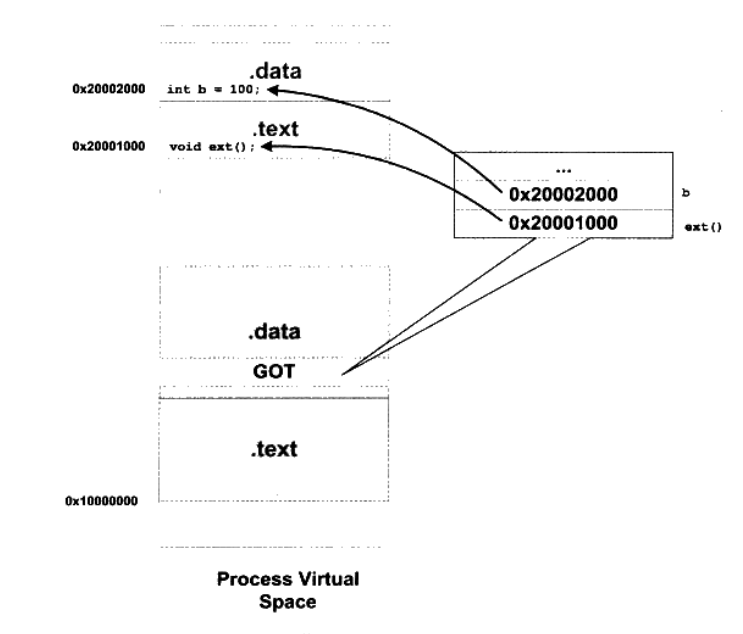 .data
0x20002000 int b = 100;
.text
0x20001000 void ext();
...
0x20002000 b
0x20001000 ext()
.data
GOT
.text
0x10000000
Process Virtual
Space